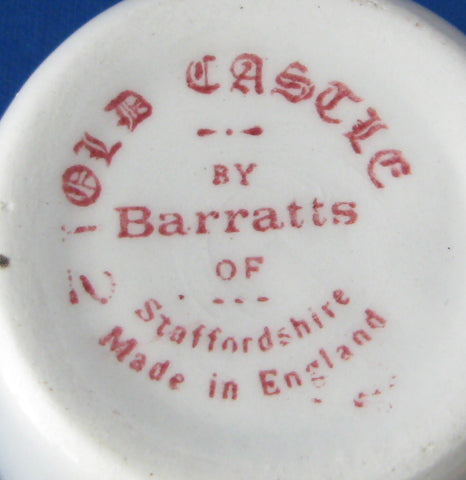 OLD CASTLE
BY
Barratts
OF
Staffordshire
Made in England